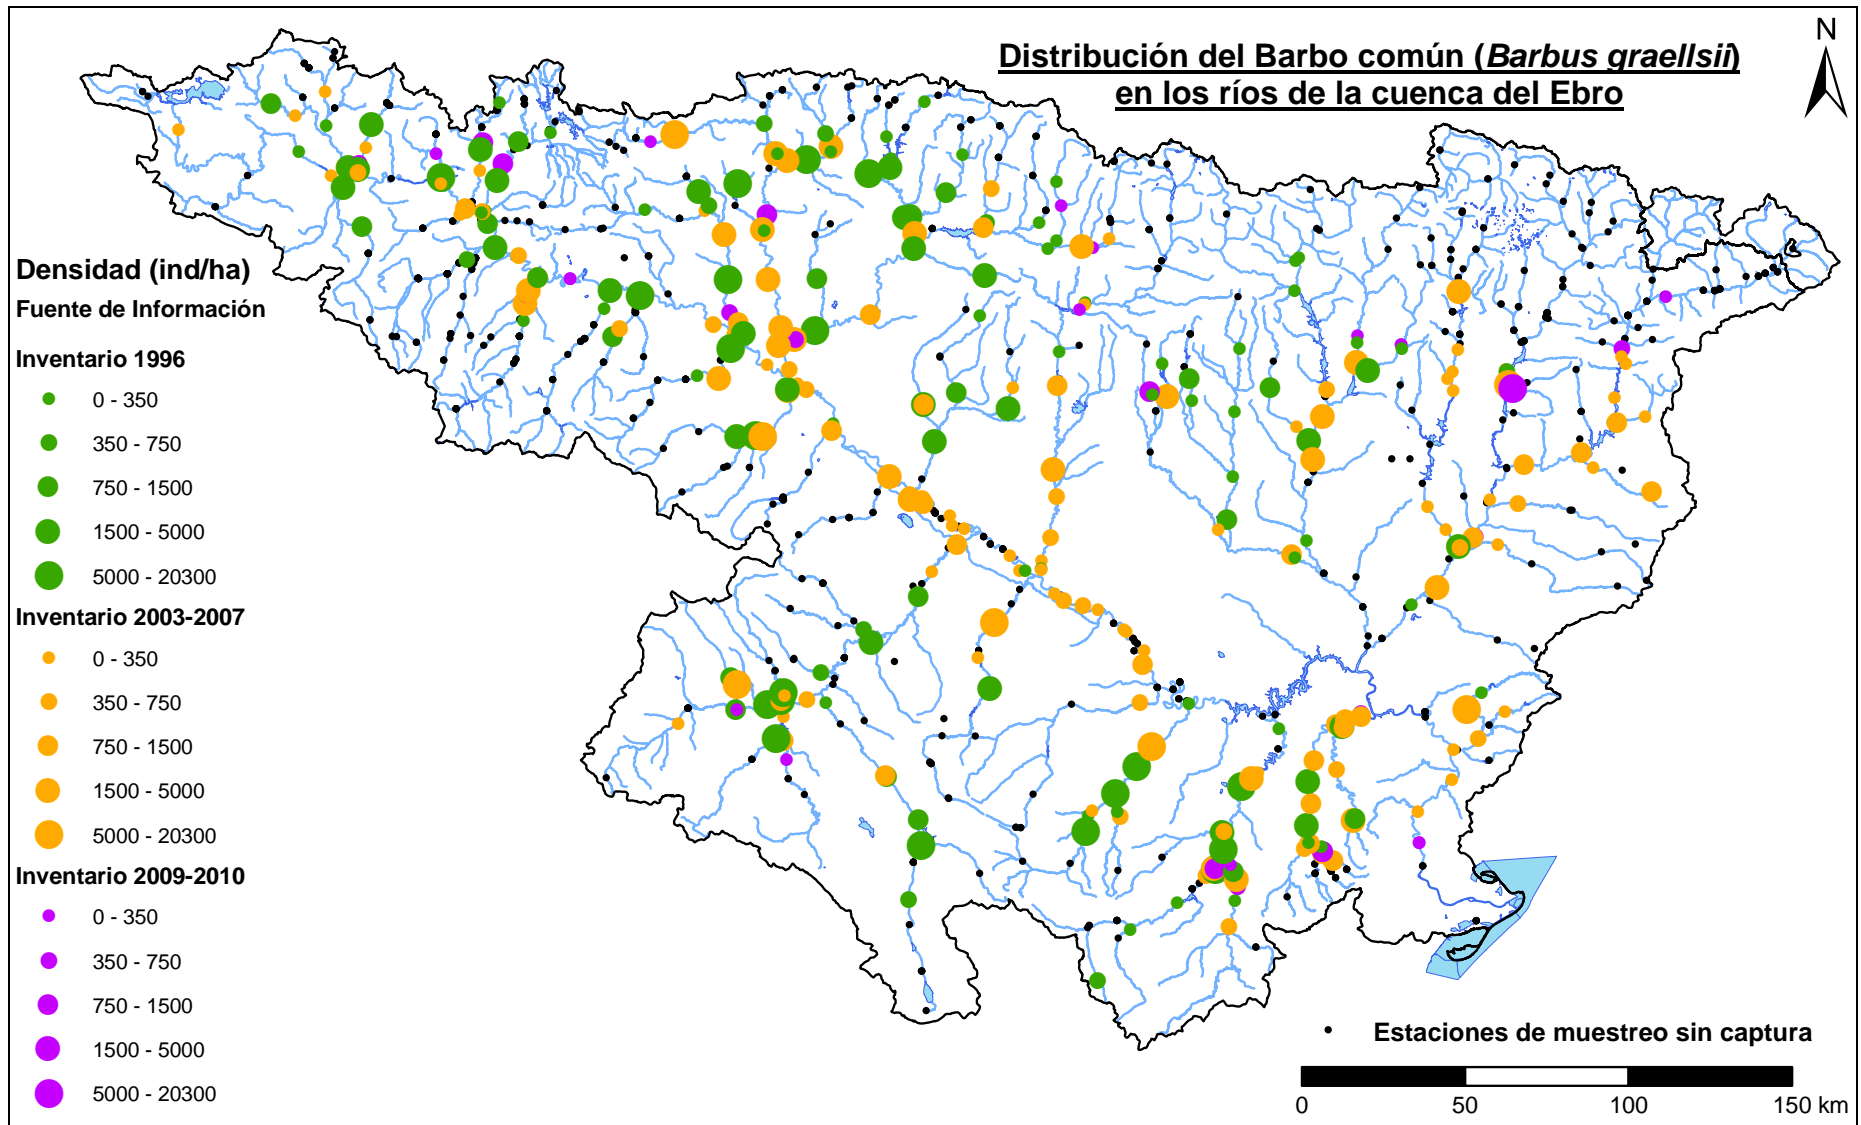 Distribución del Barbo común (Barbus graellsii)
en los ríos de la cuenca del Ebro
N
Densidad (ind/ha)
Fuente de Información
Inventario 1996
0 - 350
350 - 750
750 - 1500
1500 - 5000
5000 - 20300
Inventario 2003-2007
0 - 350
350 - 750
750 - 1500
1500 - 5000
5000 - 20300
Inventario 2009-2010
0 - 350
350 - 750
750 - 1500
1500 - 5000
5000 - 20300
Estaciones de muestreo sin captura
0 50 100 150 km